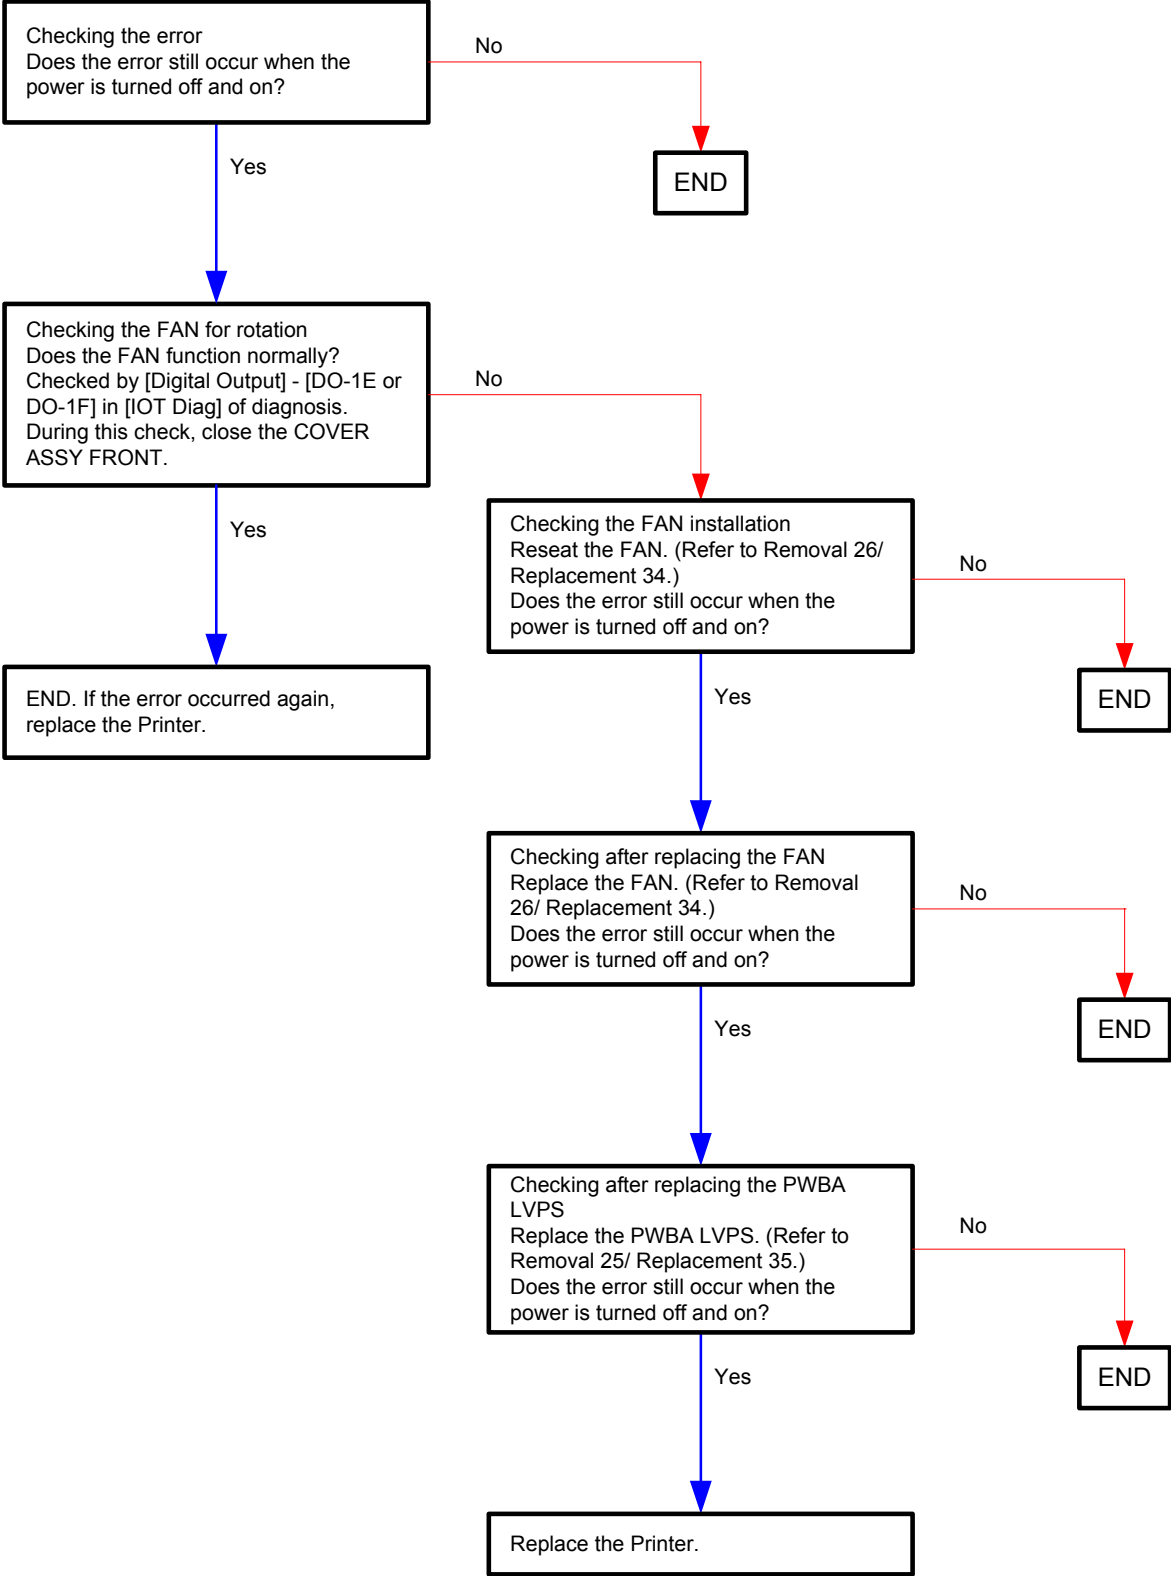 Checking the error
Does the error still occur when the
power is turned off and on?
No
END
Yes
Checking the FAN for rotation
Does the FAN function normally?
Checked by [Digital Output] - [DO-1E or
DO-1F] in [IOT Diag] of diagnosis.
During this check, close the COVER
ASSY FRONT.
No
Yes
Checking the FAN installation
Reseat the FAN. (Refer to Removal 26/
Replacement 34.)
Does the error still occur when the
power is turned off and on?
No
END
END. If the error occurred again,
replace the Printer.
Yes
Checking after replacing the FAN
Replace the FAN. (Refer to Removal
26/ Replacement 34.)
Does the error still occur when the
power is turned off and on?
No
END
Yes
Checking after replacing the PWBA
LVPS
Replace the PWBA LVPS. (Refer to
Removal 25/ Replacement 35.)
Does the error still occur when the
power is turned off and on?
No
END
Yes
Replace the Printer.